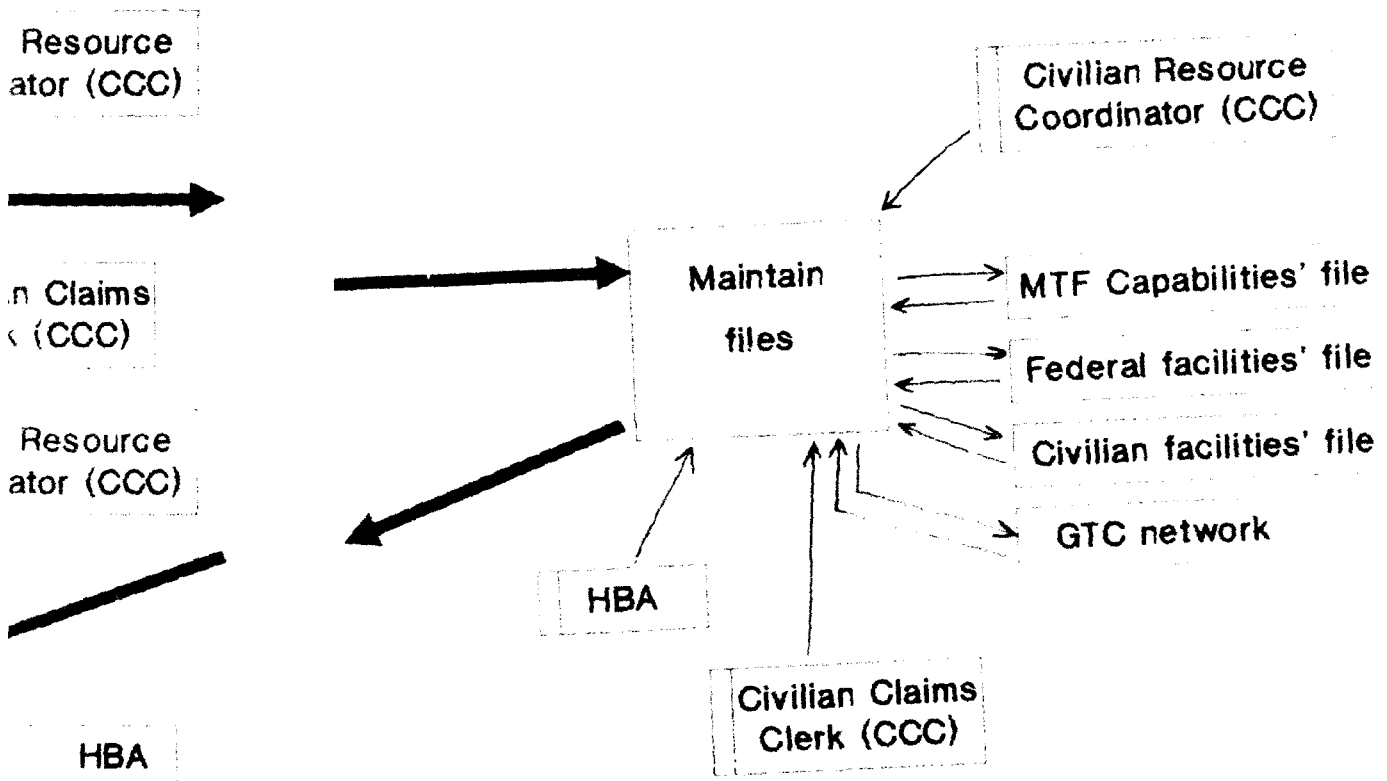 Resource
ator (CCC)
Civilian Resource
Coordinator (CCC)
n Claims
(CCC)
Maintain
files
MTF Capabilities' file
Federal facilities' file
Civilian facilities' file
GTC network
Resource
ator (CCC)
HBA
Civilian Claims
Clerk (CCC)
HBA